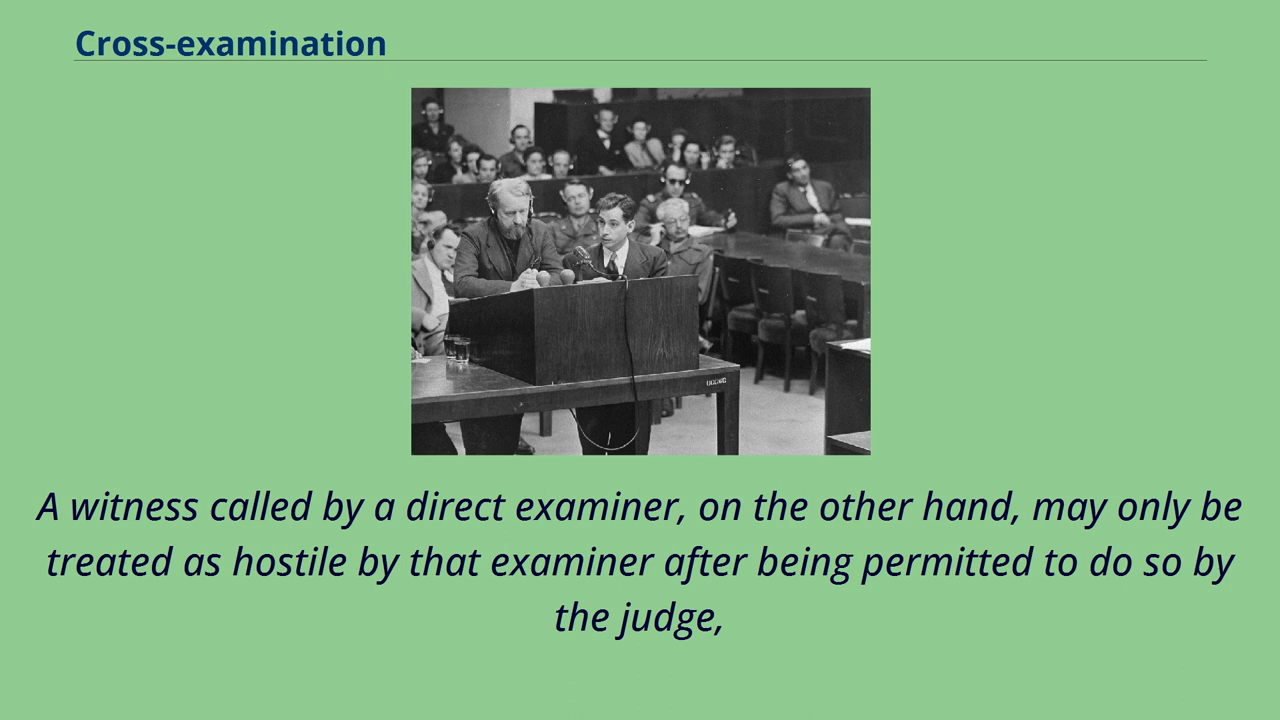 Cross-examination
A witness called by a direct examiner, on the other hand, may only be
treated as hostile by that examiner after being permitted to do so by
the judge,